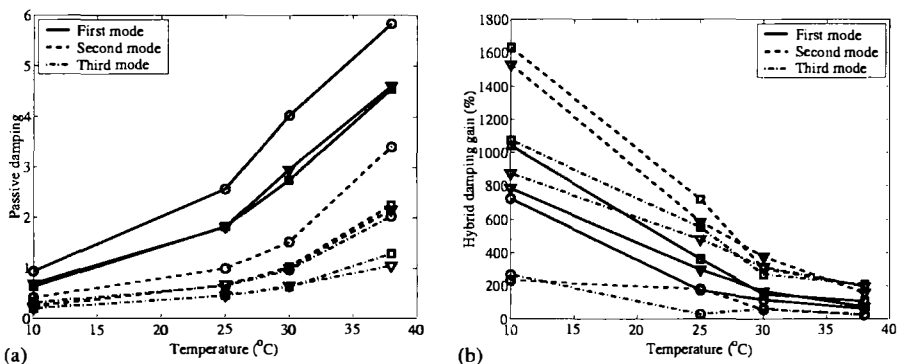 (a)
Passive damping
6
5
4
3
2
1
0
10
15
20
25
30
35
40
Temperature (°C)
First mode
Second mode
Third mode
(b)
Hybrid damping gain (%)
1800
1600
1400
1200
1000
800
600
400
200
0
10
15
20
25
30
35
40
Temperature (°C)
First mode
Second mode
Third mode